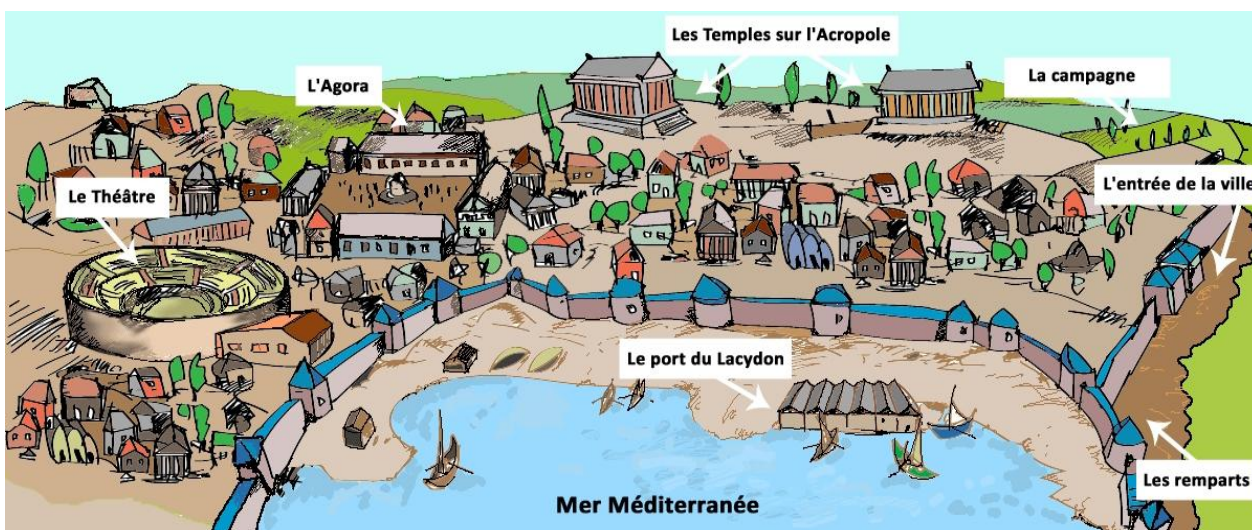 Les Temples sur l'Acropole
L'Agora
La campagne
Le Théâtre
L'entrée de la ville
Le port du Lacydon
Les remparts
Mer Méditerranée